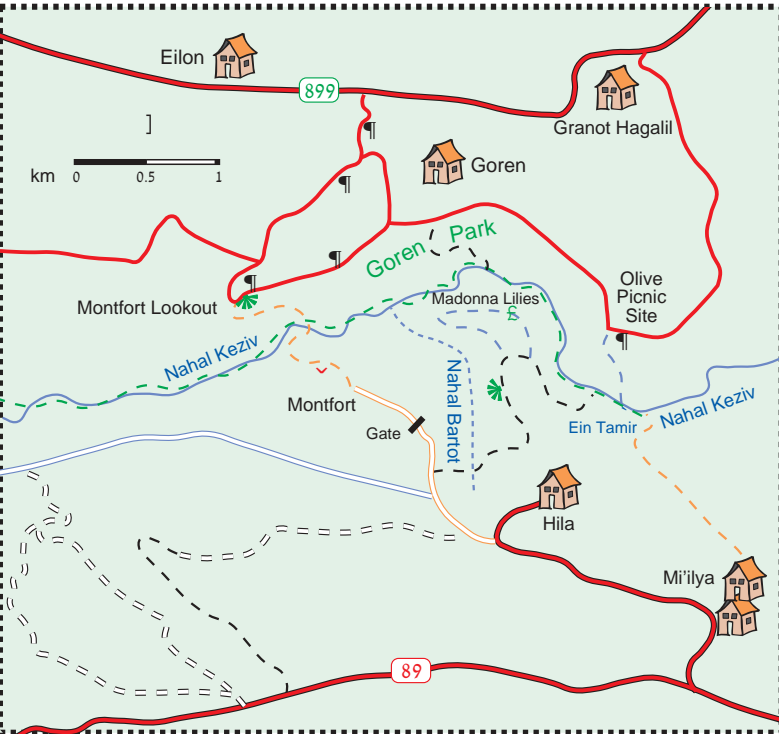 Eilon
899
Granot Hagalil
]
km
0 0.5 1
¶
Goren
¶
Goren Park
¶
¶
Montfort Lookout
Olive
Picnic
Site
Madonna Lilies
£
¶
Nahal Keziv
Nahal Bartot
Montfort
Nahal Keziv
Gate
Ein Tamir
Hila
Mi'ilya
89